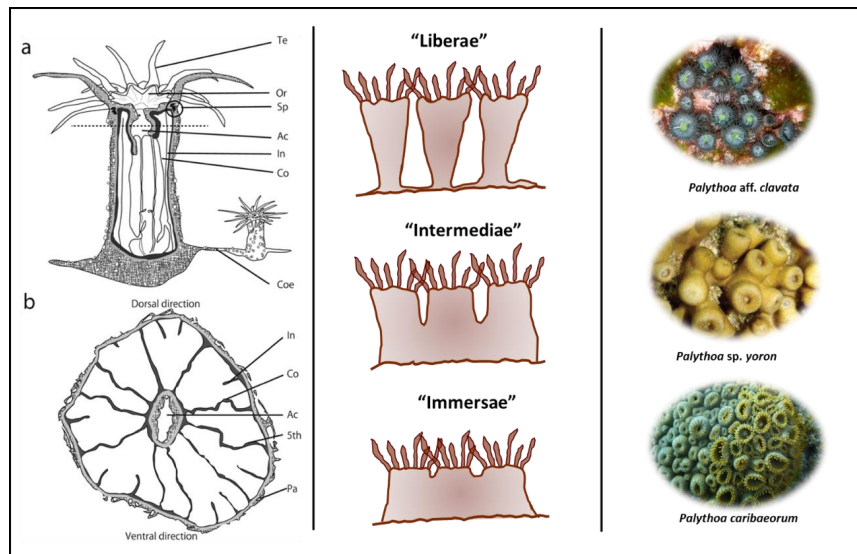 a
Te
Or
Sp
Ac
In
Co
Coe
b
Dorsal direction
In
Co
Ac
5th
Pa
Ventral direction
“Liberae”
“Intermediae”
“Immersae”
Palythoa aff. clavata
Palythoa sp. yoron
Palythoa caribaeorum